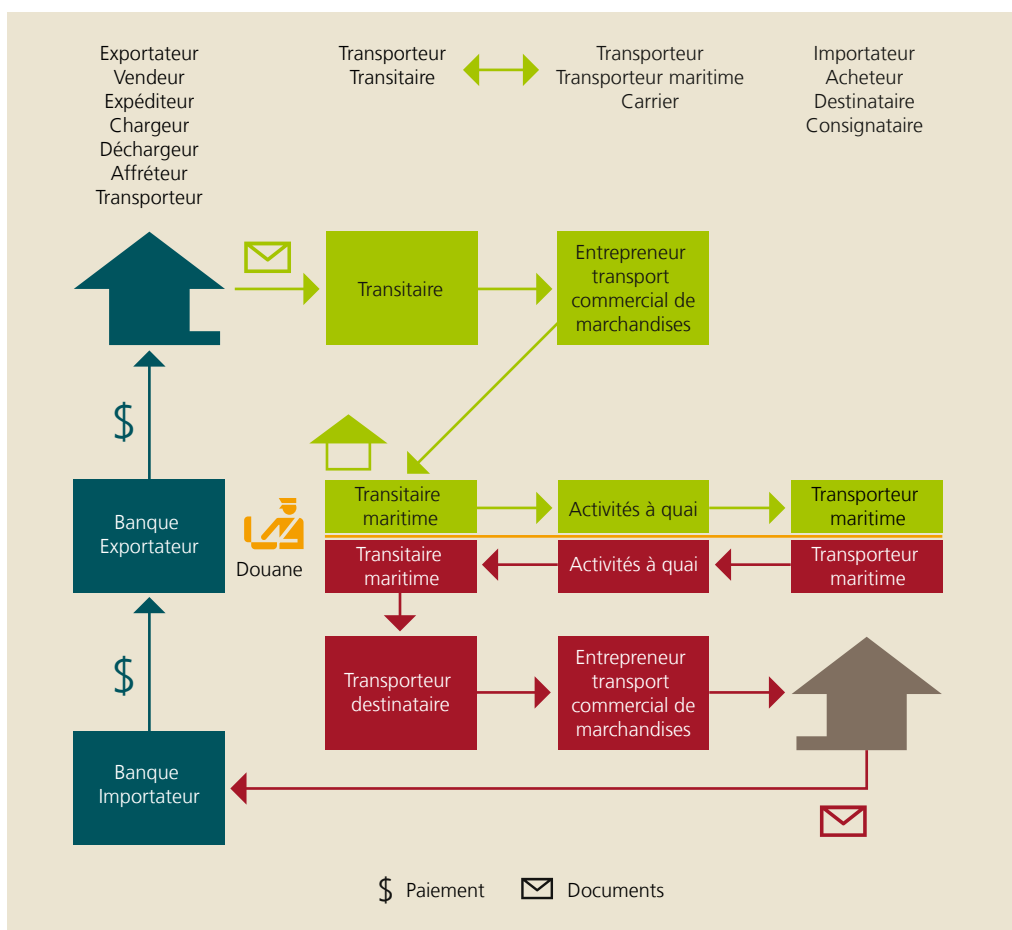 Exportateur
Vendeur
Expéditeur
Chargeur
Déchargeur
Affréteur
Transporteur
Transporteur
Transitaire
Transporteur
Transporteur maritime
Carrier
Importateur
Acheteur
Destinataire
Consignataire
Transitaire
Entrepreneur
transport
commercial de
marchandises
$
Banque
Exportateur
Douane
Transitaire
maritime
Activités à quai
Transporteur
maritime
Transitaire
maritime
Activités à quai
Transporteur
maritime
$
Transporteur
destinataire
Entrepreneur
transport
commercial de
marchandises
Banque
Importateur
$ Paiement
Documents